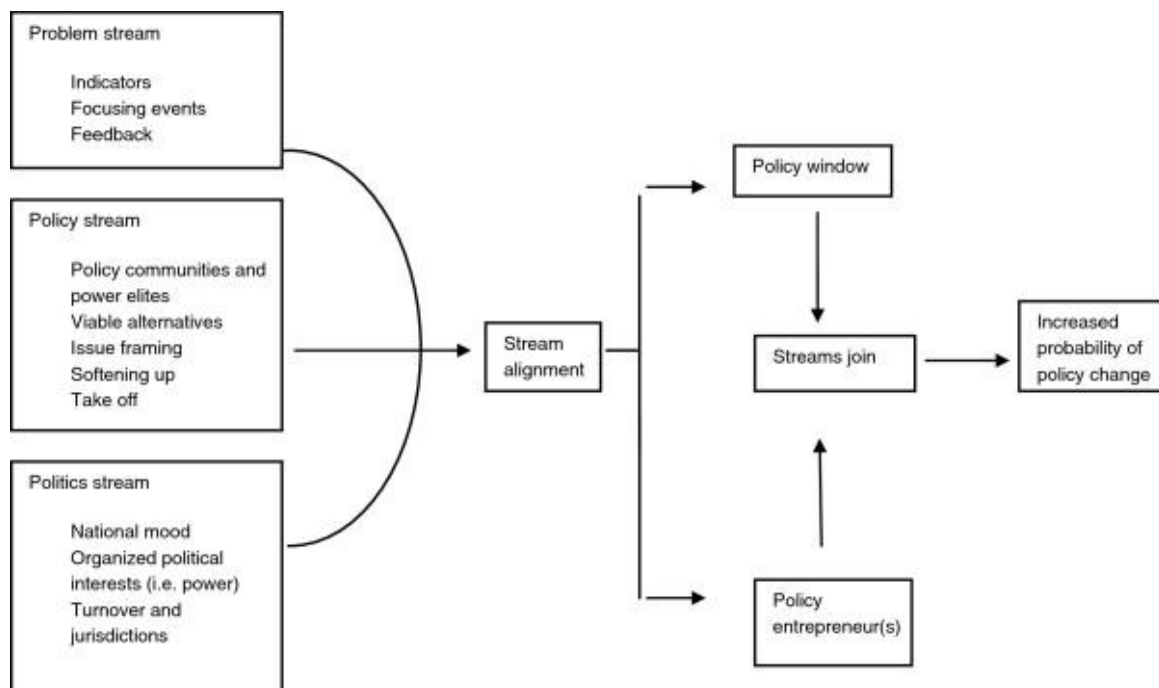 Problem stream
Indicators
Focusing events
Feedback
Policy stream
Policy communities and
power elites
Viable alternatives
Issue framing
Softening up
Take off
Politics stream
National mood
Organized political
interests (i.e. power)
Turnover and
jurisdictions
Stream
alignment
Policy window
Streams join
Policy
entrepreneur(s)
Increased
probability of
policy change